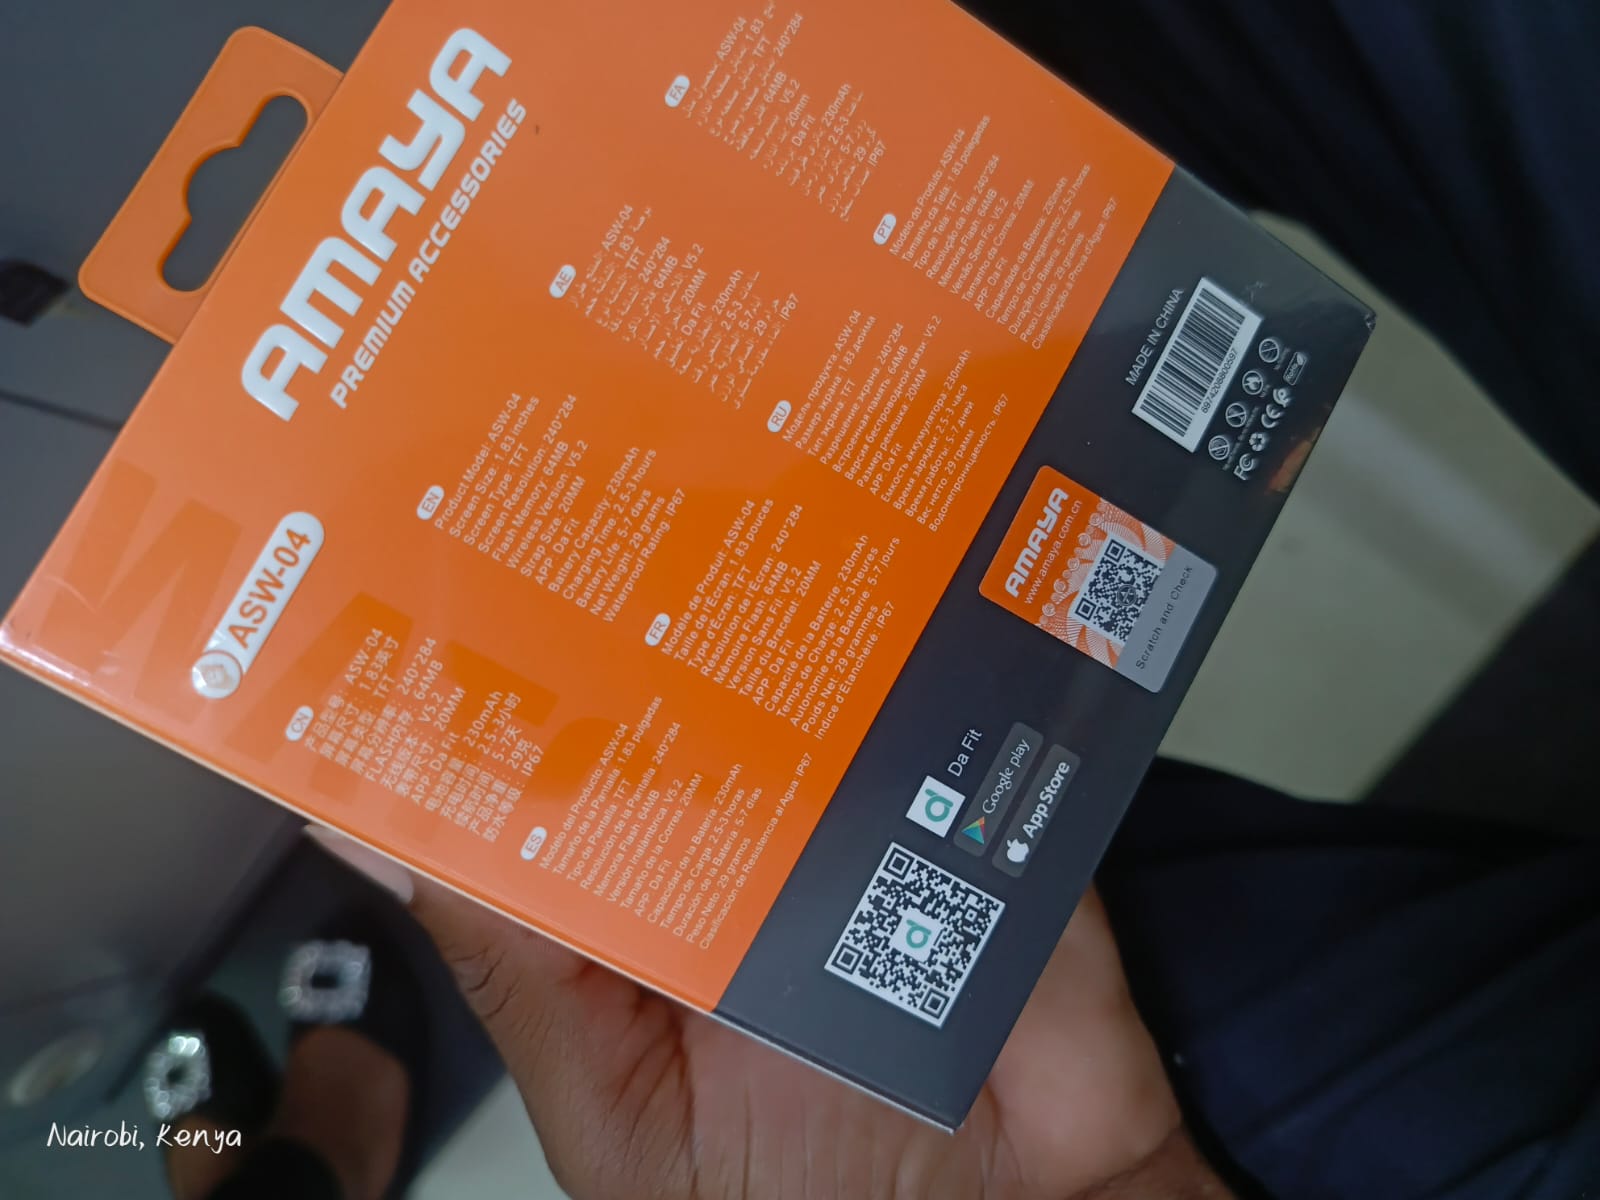 AMAYA
PREMIUM ACCESSORIES
ASW-04
CN
产品型号: ASW-04
屏幕尺寸: 1.83英寸
屏幕类型: TFT
屏幕分辨率: 240*284
FLASH内存: 64MB
无线版本: V5.2
表带尺寸: 20MM
APP: Da Fit
电池容量: 230mAh
充电时间: 2.5-3小时
续航时间: 5-7天
产品净重: 29克
防水等级: IP67
EN
Product Model: ASW-04
Screen Size: 1.83 inches
Screen Type: TFT
Screen Resolution: 240*284
Flash Memory: 64MB
Wireless Version: V5.2
Strap Size: 20MM
APP: Da Fit
Battery Capacity: 230mAh
Charging Time: 2.5-3 hours
Battery Life: 5-7 days
Net Weight: 29 grams
Waterproof Rating: IP67
AE
ASW-04
1.83
TFT
240*284
64MB
V5.2
20MM
Da Fit
230mAh
2.5-3
5-7
29
IP67
FA
ASW-04
1.83
TFT
240*284
64MB
V5.2
20mm
Da Fit
230mAh
2.5-3
5-7
29
IP67
ES
Modelo del Producto: ASW-04
Tamaño de la Pantalla: 1.83 pulgadas
Tipo de Pantalla: TFT
Resolución de la Pantalla: 240*284
Memoria Flash: 64MB
Versión Inalámbrica: V5.2
Tamaño de la Correa: 20MM
APP: Da Fit
Capacidad de la Batería: 230mAh
Tiempo de Carga: 2.5-3 horas
Duración de la Batería: 5-7 días
Peso Neto: 29 gramos
Clasificación de Resistencia al Agua: IP67
FR
Modèle de Produit: ASW-04
Taille de l'Écran: 1.83 pouces
Type d'Écran: TFT
Résolution de l'Écran: 240*284
Mémoire Flash: 64MB
Version Sans Fil: V5.2
Taille du Bracelet: 20MM
APP: Da Fit
Capacité de la Batterie: 230mAh
Temps de Charge: 2.5-3 heures
Autonomie de la Batterie: 5-7 jours
Poids Net: 29 grammes
Indice d'Étanchéité: IP67
RU
Модель продукта: ASW-04
Размер экрана: 1.83 дюйма
Тип экрана: TFT
Разрешение экрана: 240*284
Встроенная память: 64MB
Версия беспроводной связи: V5.2
Размер ремешка: 20MM
APP: Da Fit
Емкость аккумулятора: 230mAh
Время зарядки: 2.5-3 часа
Время работы: 5-7 дней
Вес нетто: 29 грамм
Водонепроницаемость: IP67
PT
Modelo do Produto: ASW-04
Tamanho da Tela: 1.83 polegadas
Tipo de Tela: TFT
Resolução da Tela: 240*284
Memória Flash: 64MB
Versão Sem Fio: V5.2
Tamanho da Correia: 20MM
APP: Da Fit
Capacidade da Bateria: 230mAh
Tempo de Carregamento: 2.5-3 horas
Duração da Bateria: 5-7 dias
Peso Líquido: 29 gramas
Classificação à Prova d'Água: IP67
d
Da Fit
Google play
App Store
d
AMAYA
www.amaya.com.cn
Scratch and Check
MADE IN CHINA
6974208800597
FC
CE
RoHS
Nairobi, Kenya